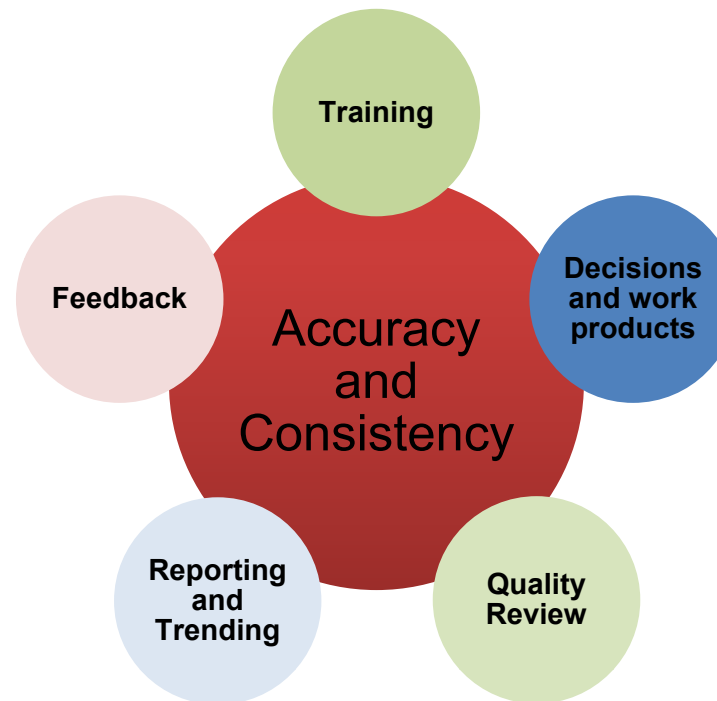 Training
Decisions
and work
products
Feedback
Accuracy
and
Consistency
Reporting
and
Trending
Quality
Review